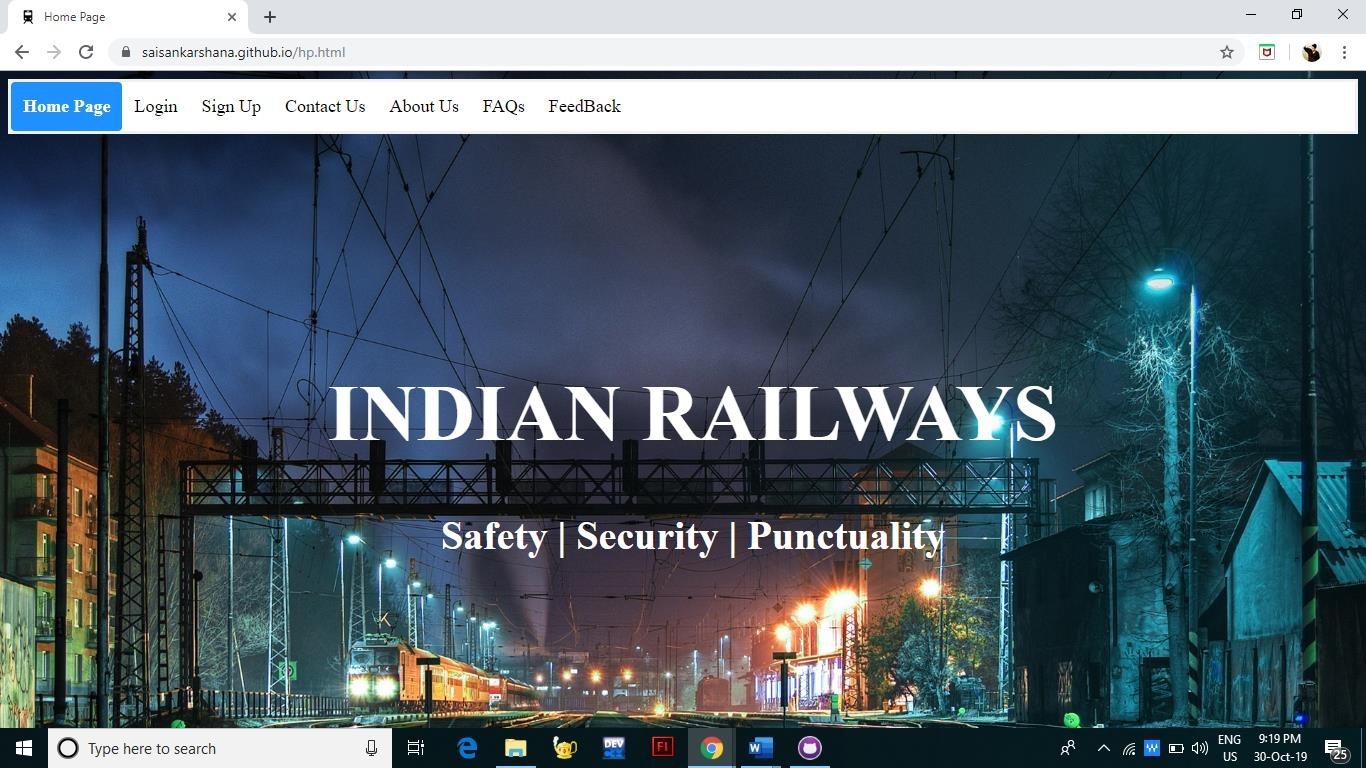 Home Page
saisankarshana.github.io/hp.html
Home Page Login Sign Up Contact Us About Us FAQs FeedBack
INDIAN RAILWAYS
Safety | Security | Punctuality
Type here to search
DEV
Fl
W
W
ENG
US
9:19 PM
30-Oct-19
25